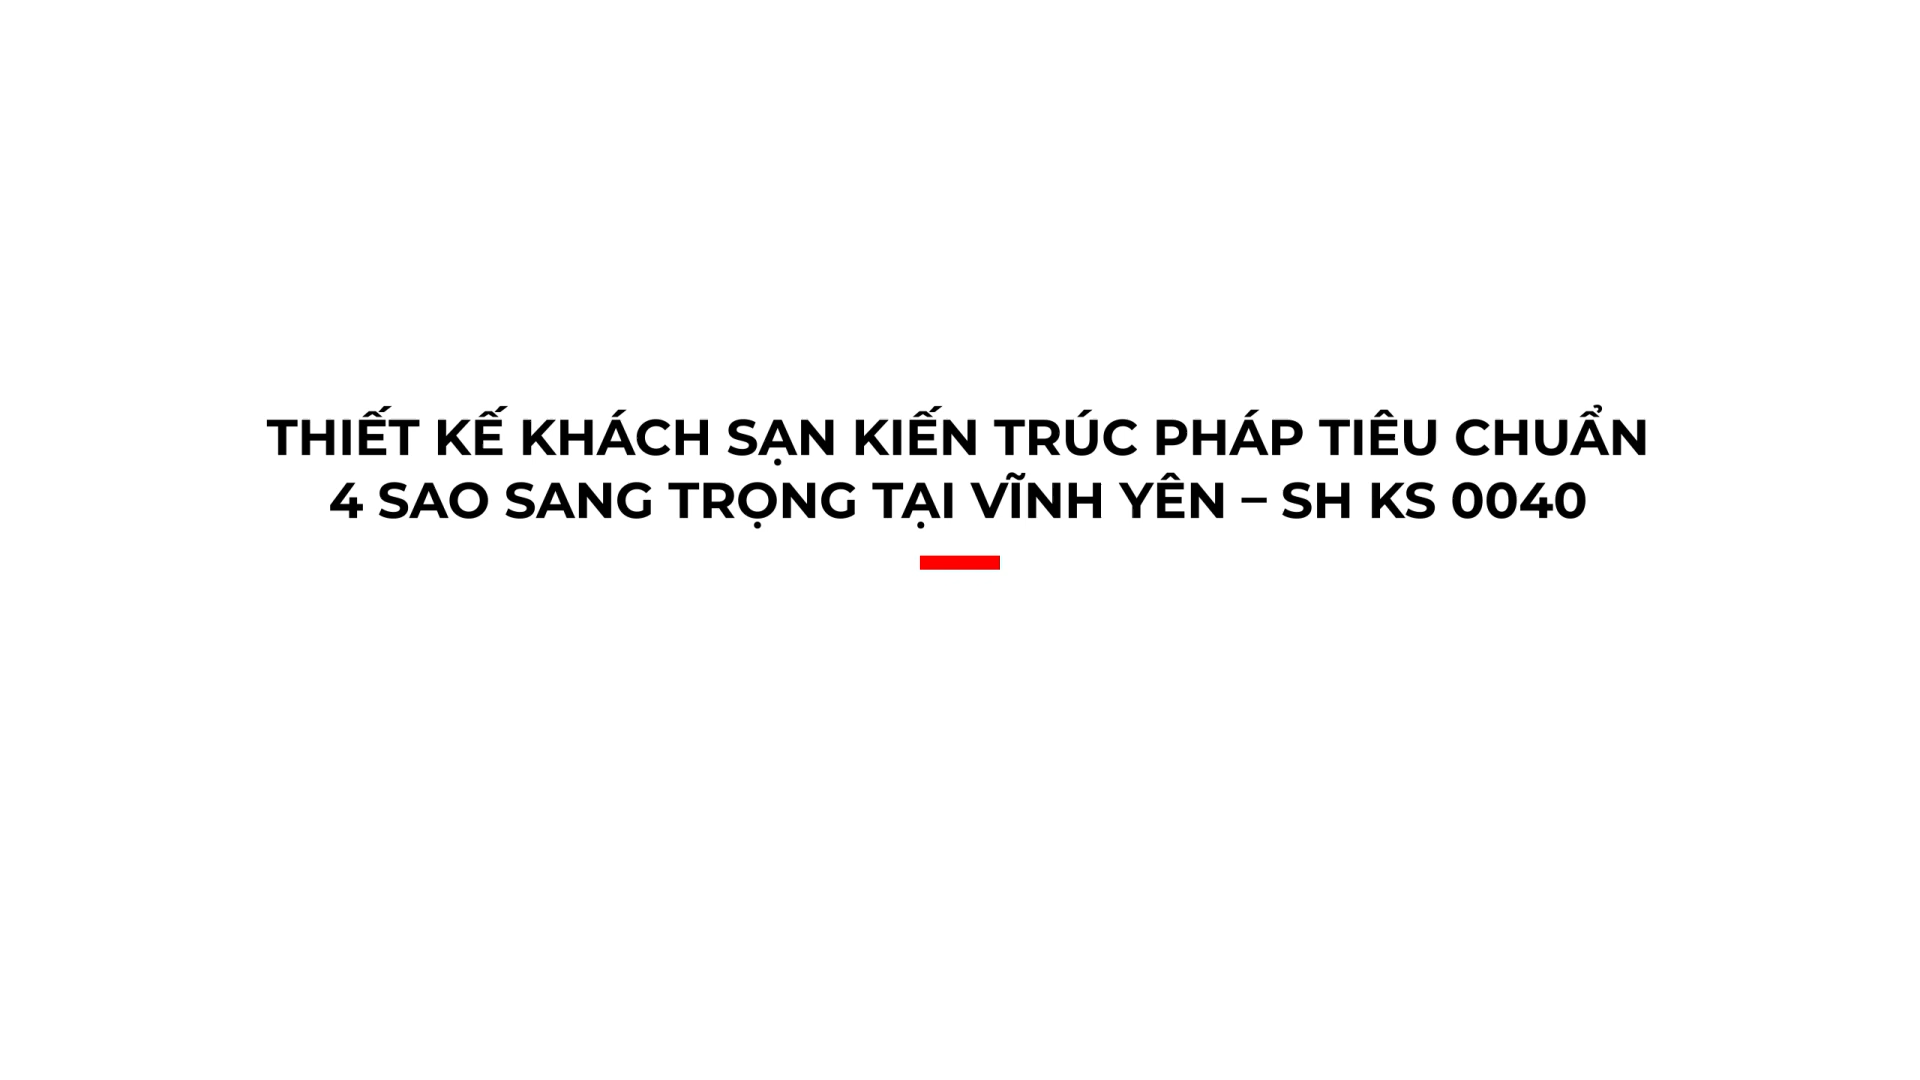 THIẾT KẾ KHÁCH SẠN KIẾN TRÚC PHÁP TIÊU CHUẨN
4 SAO SANG TRỌNG TẠI VĨNH YÊN – SH KS 0040